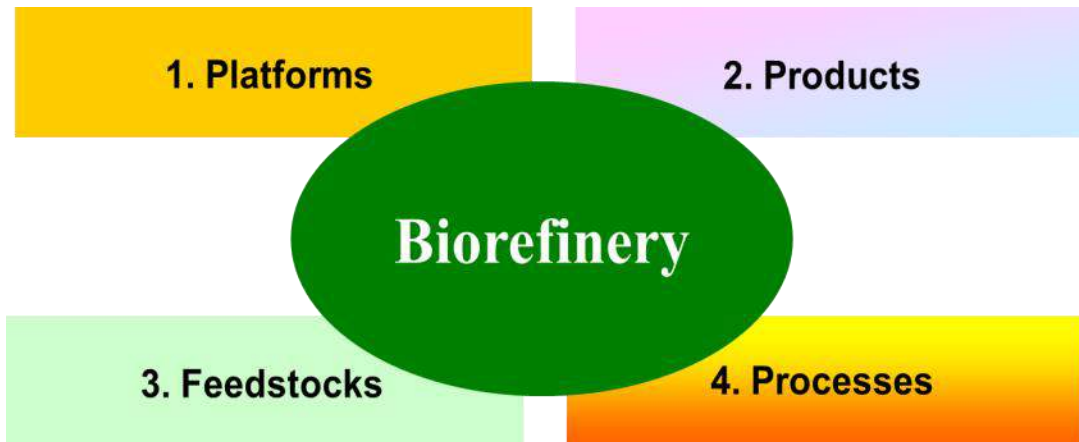 1. Platforms
2. Products
Biorefinery
3. Feedstocks
4. Processes